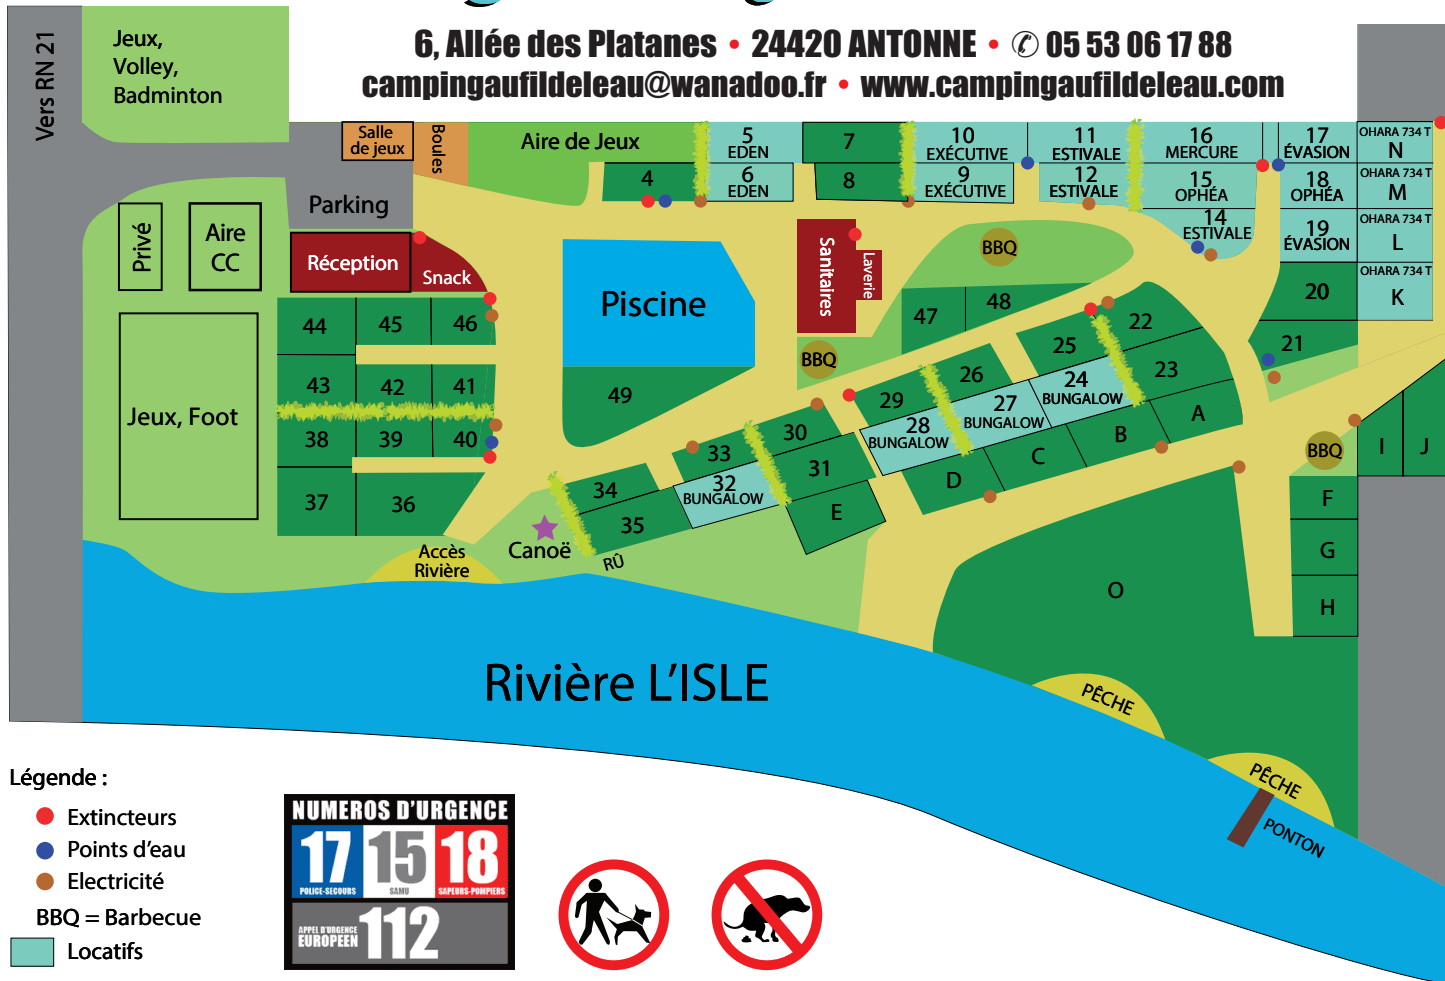 6, Allée des Platanes • 24420 ANTONNE • ✆ 05 53 06 17 88
campingaufildeleau@wanadoo.fr • www.campingaufildeleau.com
Vers RN 21
Jeux,
Volley,
Badminton
Salle
de jeux
Boules
Aire de Jeux
Parking
Privé
Aire
CC
Réception
Snack
Jeux, Foot
4
5
EDEN
6
EDEN
7
8
10
EXÉCUTIVE
9
EXÉCUTIVE
11
ESTIVALE
12
ESTIVALE
16
MERCURE
15
OPHÉA
14
ESTIVALE
17
ÉVASION
18
OPHÉA
19
ÉVASION
20
21
OHARA 734 T
N
OHARA 734 T
M
OHARA 734 T
L
OHARA 734 T
K
Piscine
49
Sanitaires
Laverie
BBQ
BBQ
47
48
44
45
46
43
42
41
38
39
40
37
36
22
25
23
24
BUNGALOW
26
27
BUNGALOW
29
28
BUNGALOW
30
31
33
32
BUNGALOW
34
35
A
B
C
D
E
BBQ
I
J
F
G
H
O
Canoë
RÛ
Accès
Rivière
Rivière L'ISLE
PÊCHE
PÊCHE
PONTON
Légende :
Extincteurs
Points d'eau
Electricité
BBQ = Barbecue
Locatifs
NUMEROS D'URGENCE
17
POLICE-SECOURS
15
SAMU
18
SAPEURS-POMPIERS
APPEL D'URGENCE
EUROPEEN
112